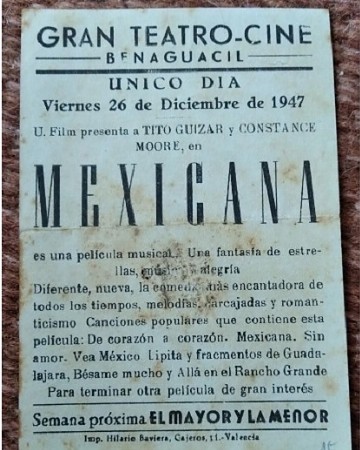 GRAN TEATRO-CINE
BENAGUACIL
UNICO DIA
Viernes 26 de Diciembre de 1947
U. Film presenta a TITO GUIZAR y CONSTANCE
MOORE, en
MEXICANA
es una película musical. Una fantasía de estre-
llas, música y alegría
Diferente, nueva, la comedia más encantadora de
todos los tiempos, melodías, carcajadas y roman-
ticismo Canciones populares que contiene esta
película: De corazón a corazón. Mexicana. Sin
amor. Vea México Lipita y fracmentos de Guada-
lajara, Bésame mucho y Allá en el Rancho Grande
Para terminar otra película de gran interés
Semana próxima EL MAYOR Y LA MENOR
Imp. Hilario Baviera, Cajeros, 11.-Valencia